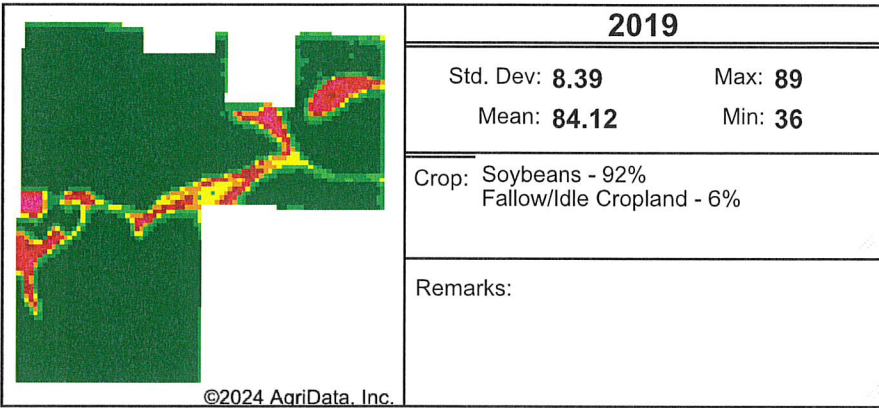 2019
Std. Dev: 8.39 Max: 89
Mean: 84.12 Min: 36
Crop: Soybeans - 92%
Fallow/Idle Cropland - 6%
Remarks:
©2024 AgriData, Inc.